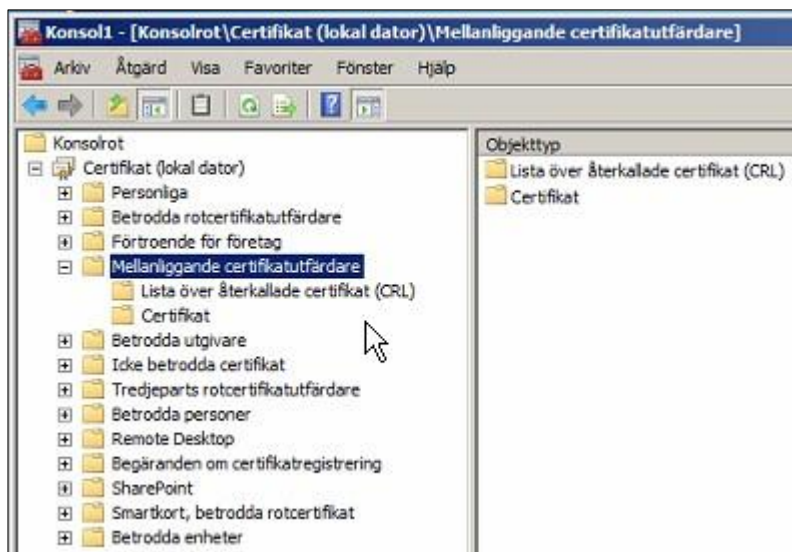 Konsol1 - [Konsolrot\Certifikat (lokal dator)\Mellanliggande certifikatutfärdare]
Arkiv Åtgärd Visa Favoriter Fönster Hjälp
Konsolrot
Certifikat (lokal dator)
Personliga
Betrodda rotcertifikatutfärdare
Förtroende för företag
Mellanliggande certifikatutfärdare
Lista över återkallade certifikat (CRL)
Certifikat
Betrodda utgivare
Icke betrodda certifikat
Tredjeparts rotcertifikatutfärdare
Betrodda personer
Remote Desktop
Begäranden om certifikatregistrering
SharePoint
Smartkort, betrodda rotcertifikat
Betrodda enheter
Objekttyp
Lista över återkallade certifikat (CRL)
Certifikat